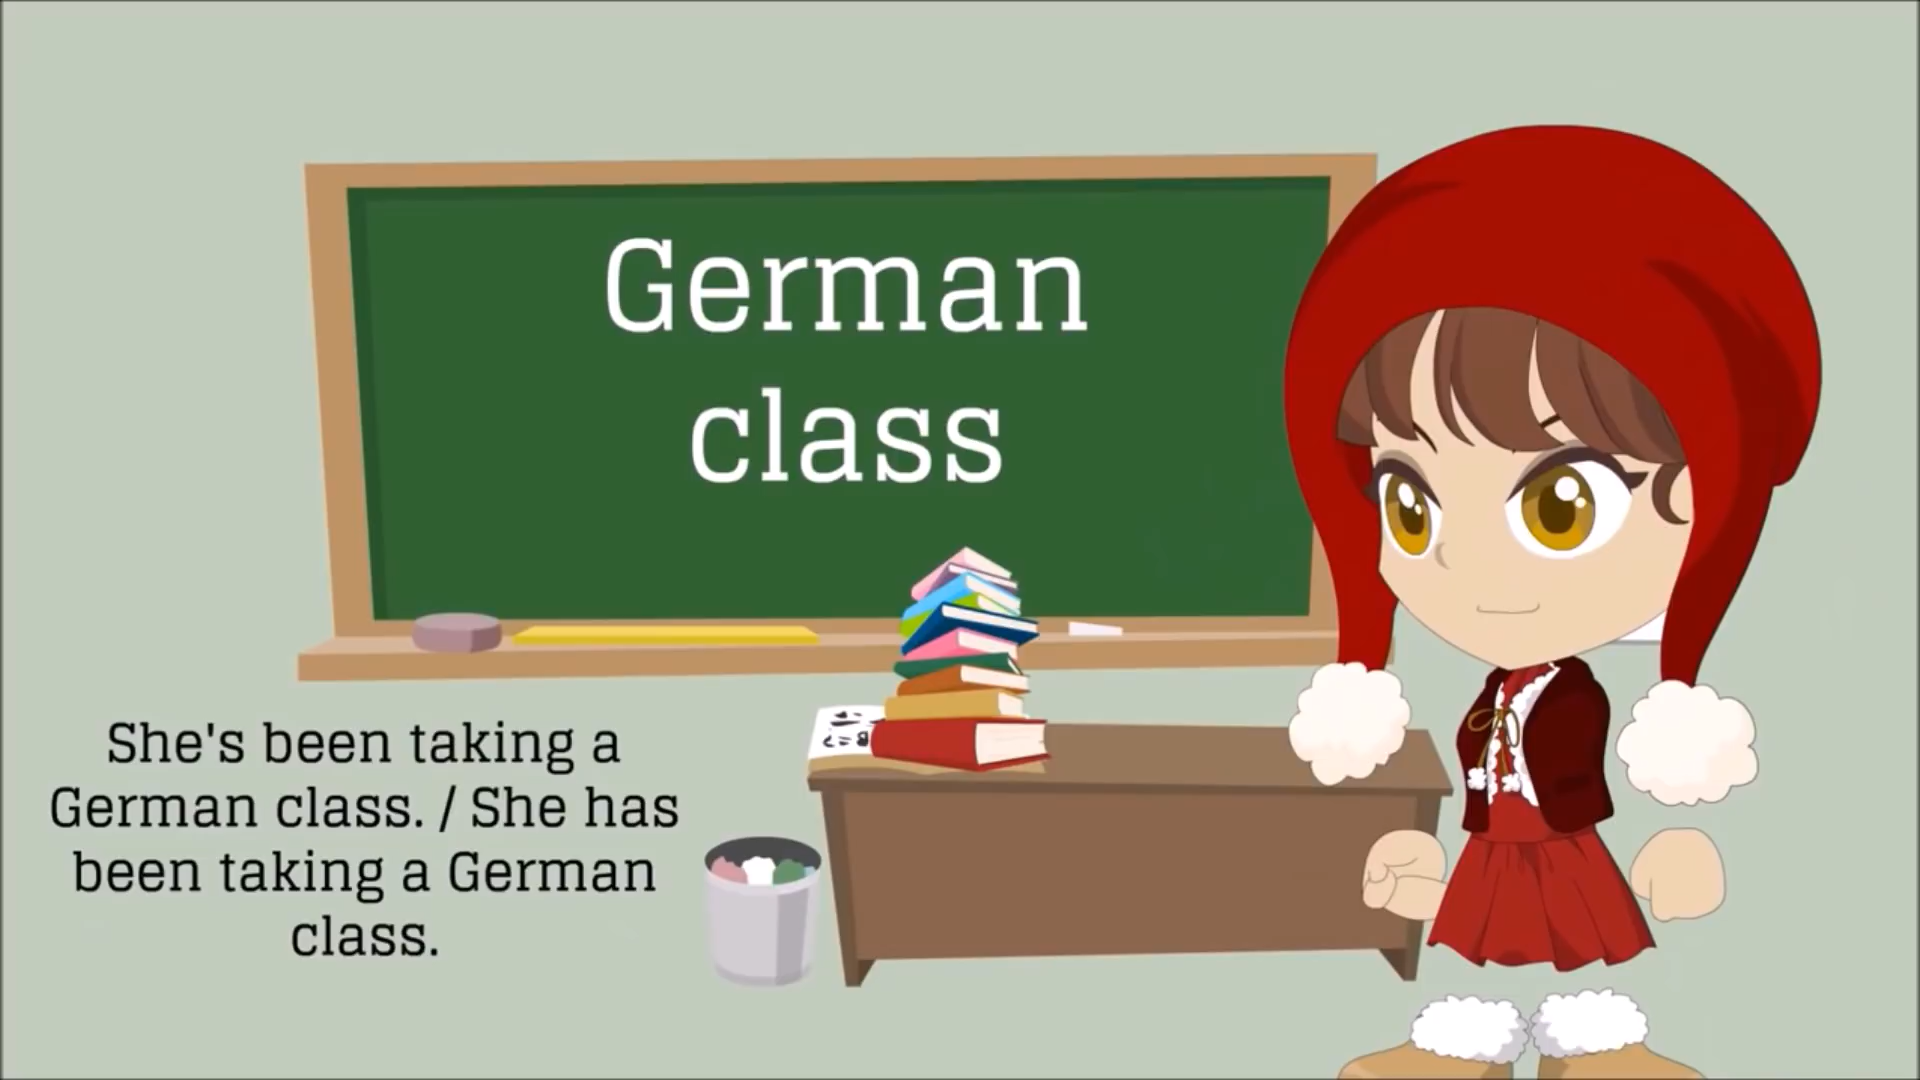 German
class
She's been taking a
German class. / She has
been taking a German
class.